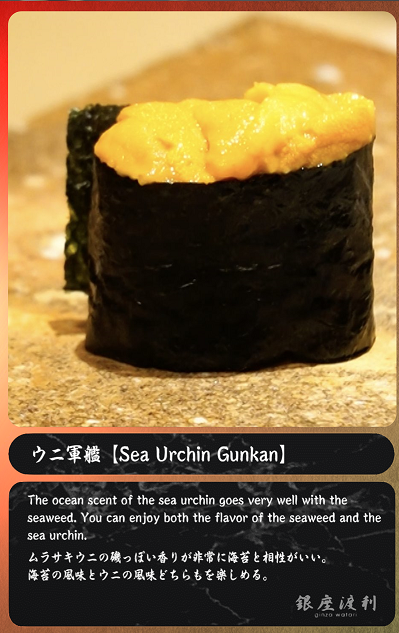 ウニ軍艦【Sea Urchin Gunkan】
The ocean scent of the sea urchin goes very well with the
seaweed. You can enjoy both the flavor of the seaweed and the
sea urchin.
ムラサキウニの磯っぽい香りが非常に海苔と相性がいい。
海苔の風味とウニの風味どちらもを楽しめる。
銀座渡利
ginza watari